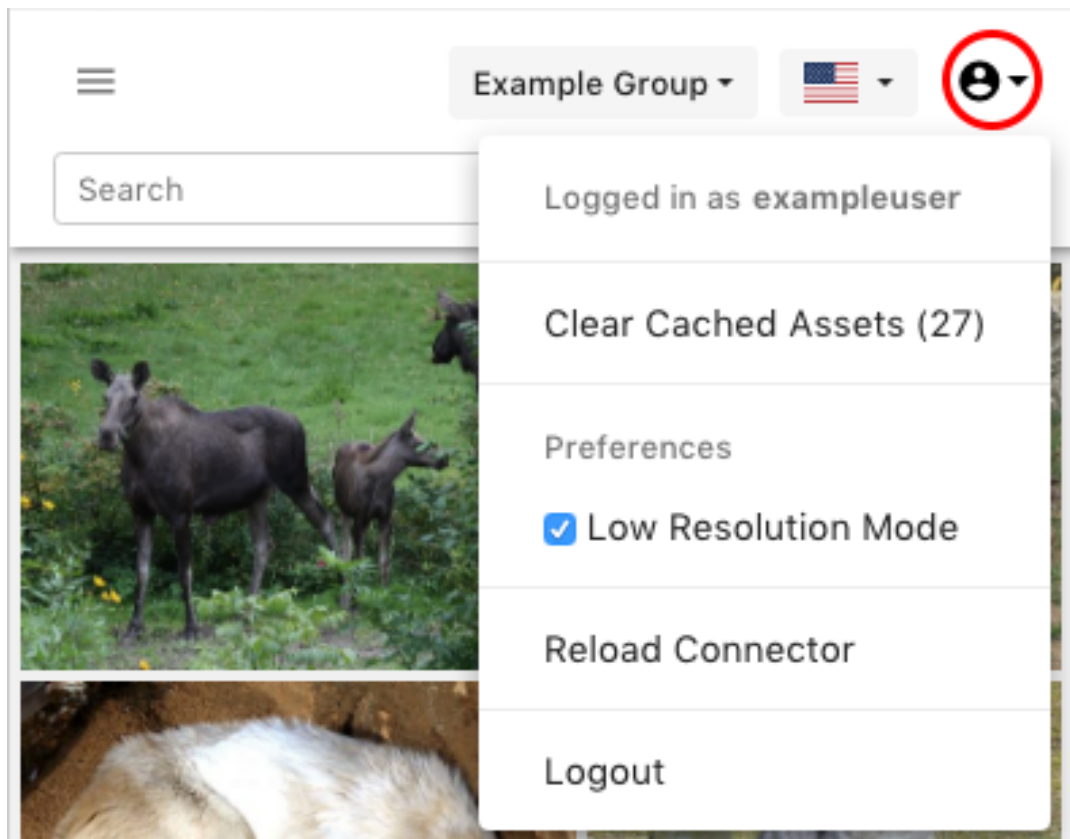 Example Group
Search
Logged in as exampleuser
Clear Cached Assets (27)
Preferences
Low Resolution Mode
Reload Connector
Logout